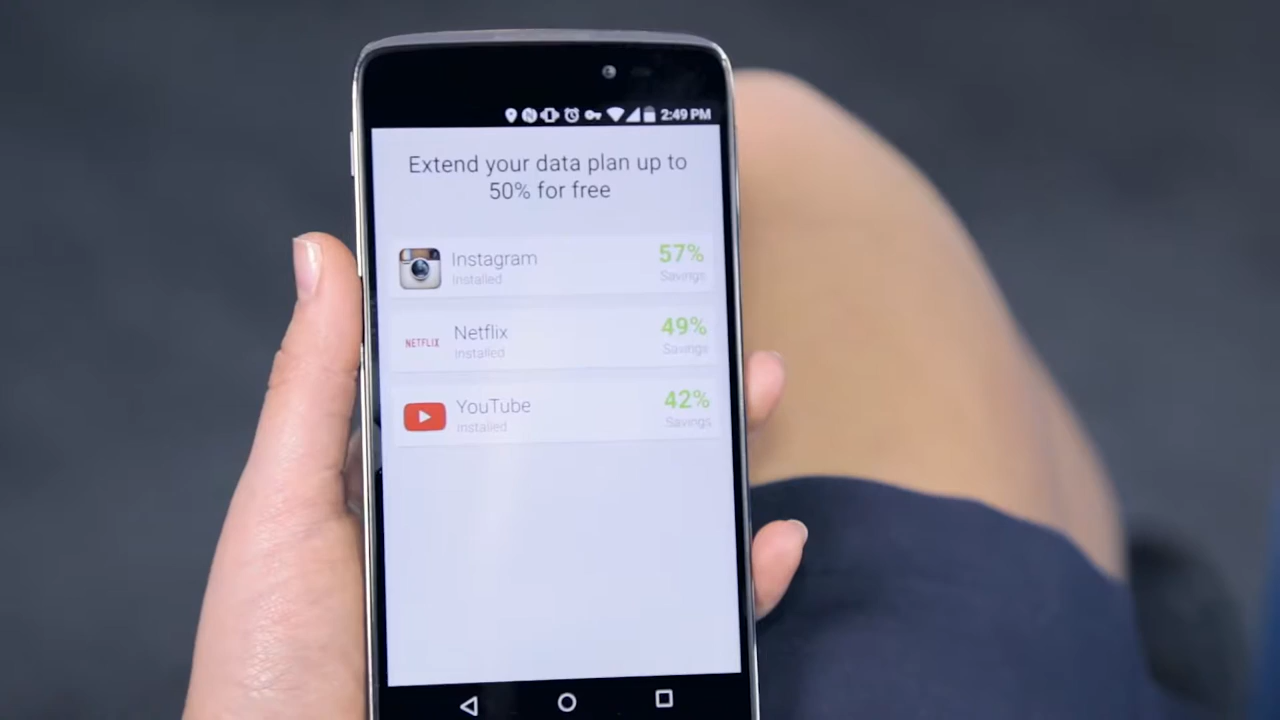 2:49 PM
Extend your data plan up to
50% for free
Instagram
Installed
57%
Savings
NETFLIX
Netflix
Installed
49%
Savings
YouTube
Installed
42%
Savings